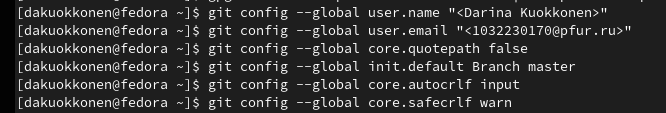 [dakuokkonen@fedora ~]$ git config --global user.name "<Darina Kuokkonen>"
[dakuokkonen@fedora ~]$ git config --global user.email "<1032230170@pfur.ru>"
[dakuokkonen@fedora ~]$ git config --global core.quotepath false
[dakuokkonen@fedora ~]$ git config --global init.default Branch master
[dakuokkonen@fedora ~]$ git config --global core.autocrlf input
[dakuokkonen@fedora ~]$ git config --global core.safecrlf warn